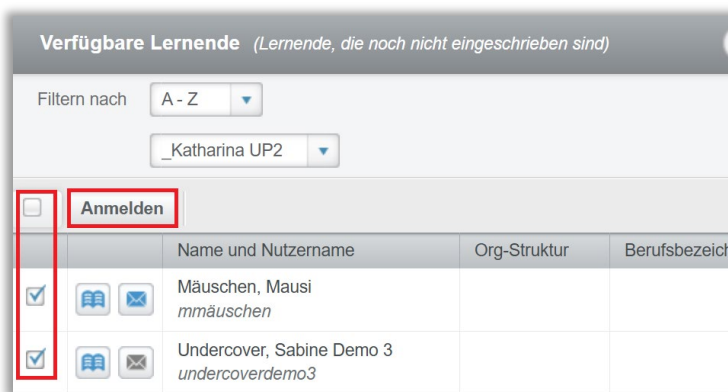 Verfügbare Lernende (Lernende, die noch nicht eingeschrieben sind)
Filtern nach A - Z
_Katharina UP2
Anmelden
Name und Nutzername Org-Struktur
Mäuschen, Mausi
mmäuschen
Undercover, Sabine Demo 3
undercoverdemo3